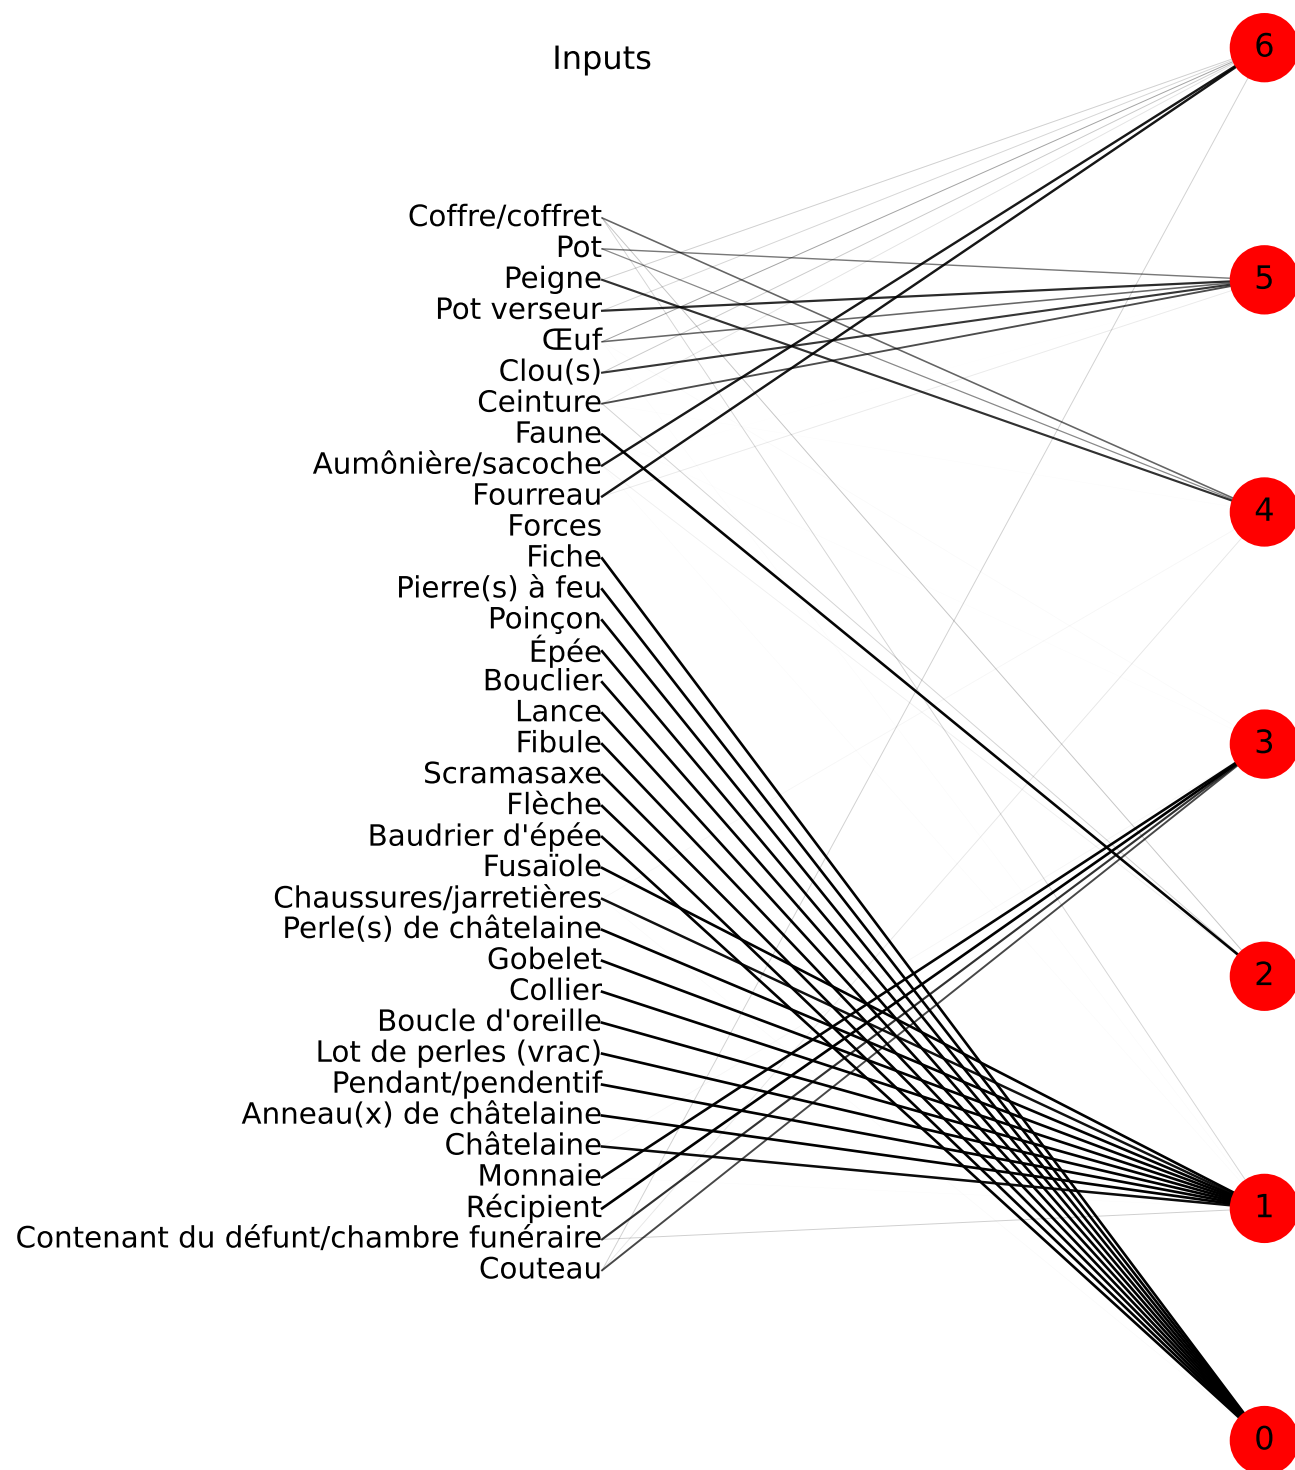 Inputs
Coffre/coffret
Pot
Peigne
Pot verseur
Œuf
Clou(s)
Ceinture
Faune
Aumônière/sacoche
Fourreau
Forces
Fiche
Pierre(s) à feu
Poinçon
Épée
Bouclier
Lance
Fibule
Scramasaxe
Flèche
Baudrier d'épée
Fusaïole
Chaussures/jarretières
Perle(s) de châtelaine
Gobelet
Collier
Boucle d'oreille
Lot de perles (vrac)
Pendant/pendentif
Anneau(x) de châtelaine
Châtelaine
Monnaie
Récipient
Contenant du défunt/chambre funéraire
Couteau
6
5
4
3
2
1
0